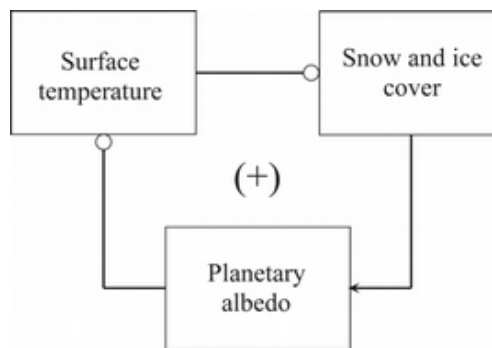 Surface
temperature
Snow and ice
cover
(+)
Planetary
albedo